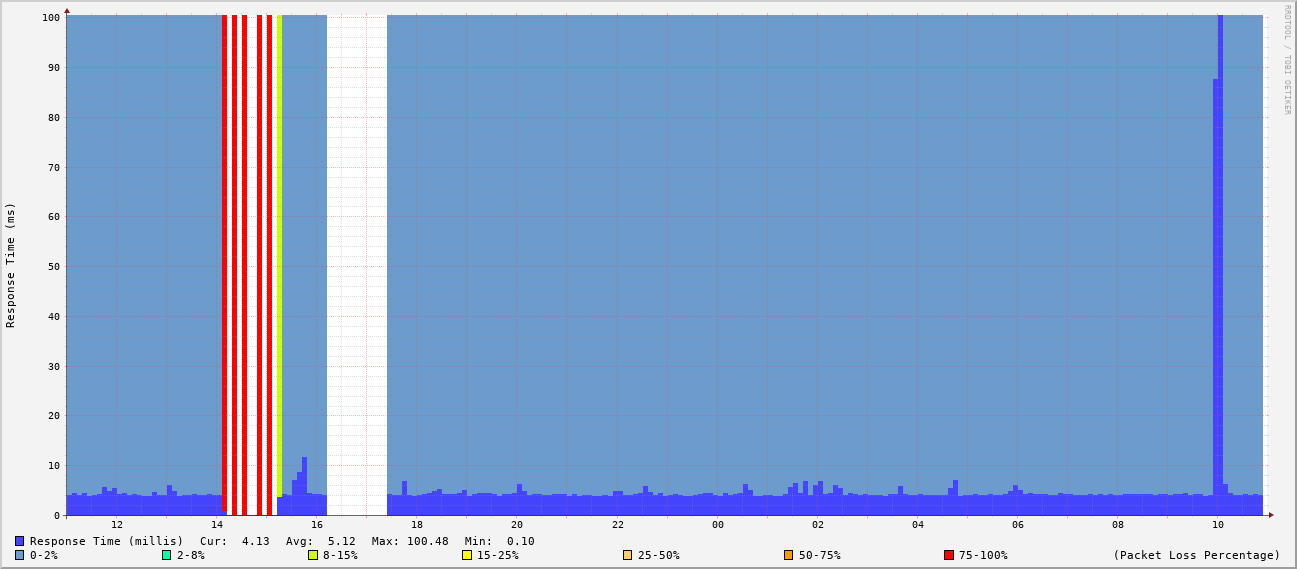 RRDTOOL / TOBI OETIKER
Response Time (ms)
100
90
80
70
60
50
40
30
20
10
0
12 14 16 18 20 22 00 02 04 06 08 10
Response Time (millis) Cur: 4.13 Avg: 5.12 Max: 100.48 Min: 0.10
0-2% 2-8% 8-15% 15-25% 25-50% 50-75% 75-100% (Packet Loss Percentage)